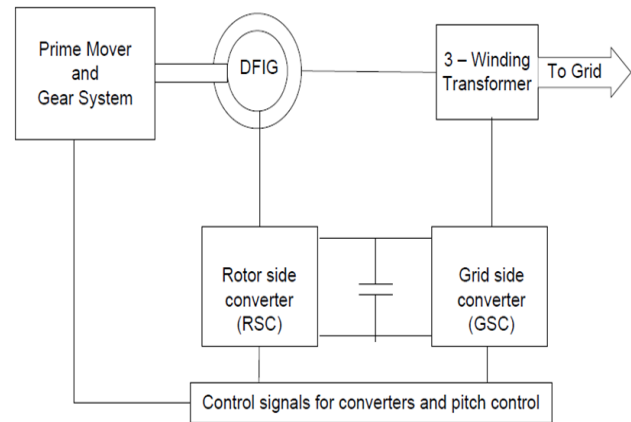 Prime Mover
and
Gear System
DFIG
3 – Winding
Transformer
To Grid
Rotor side
converter
(RSC)
Grid side
converter
(GSC)
Control signals for converters and pitch control